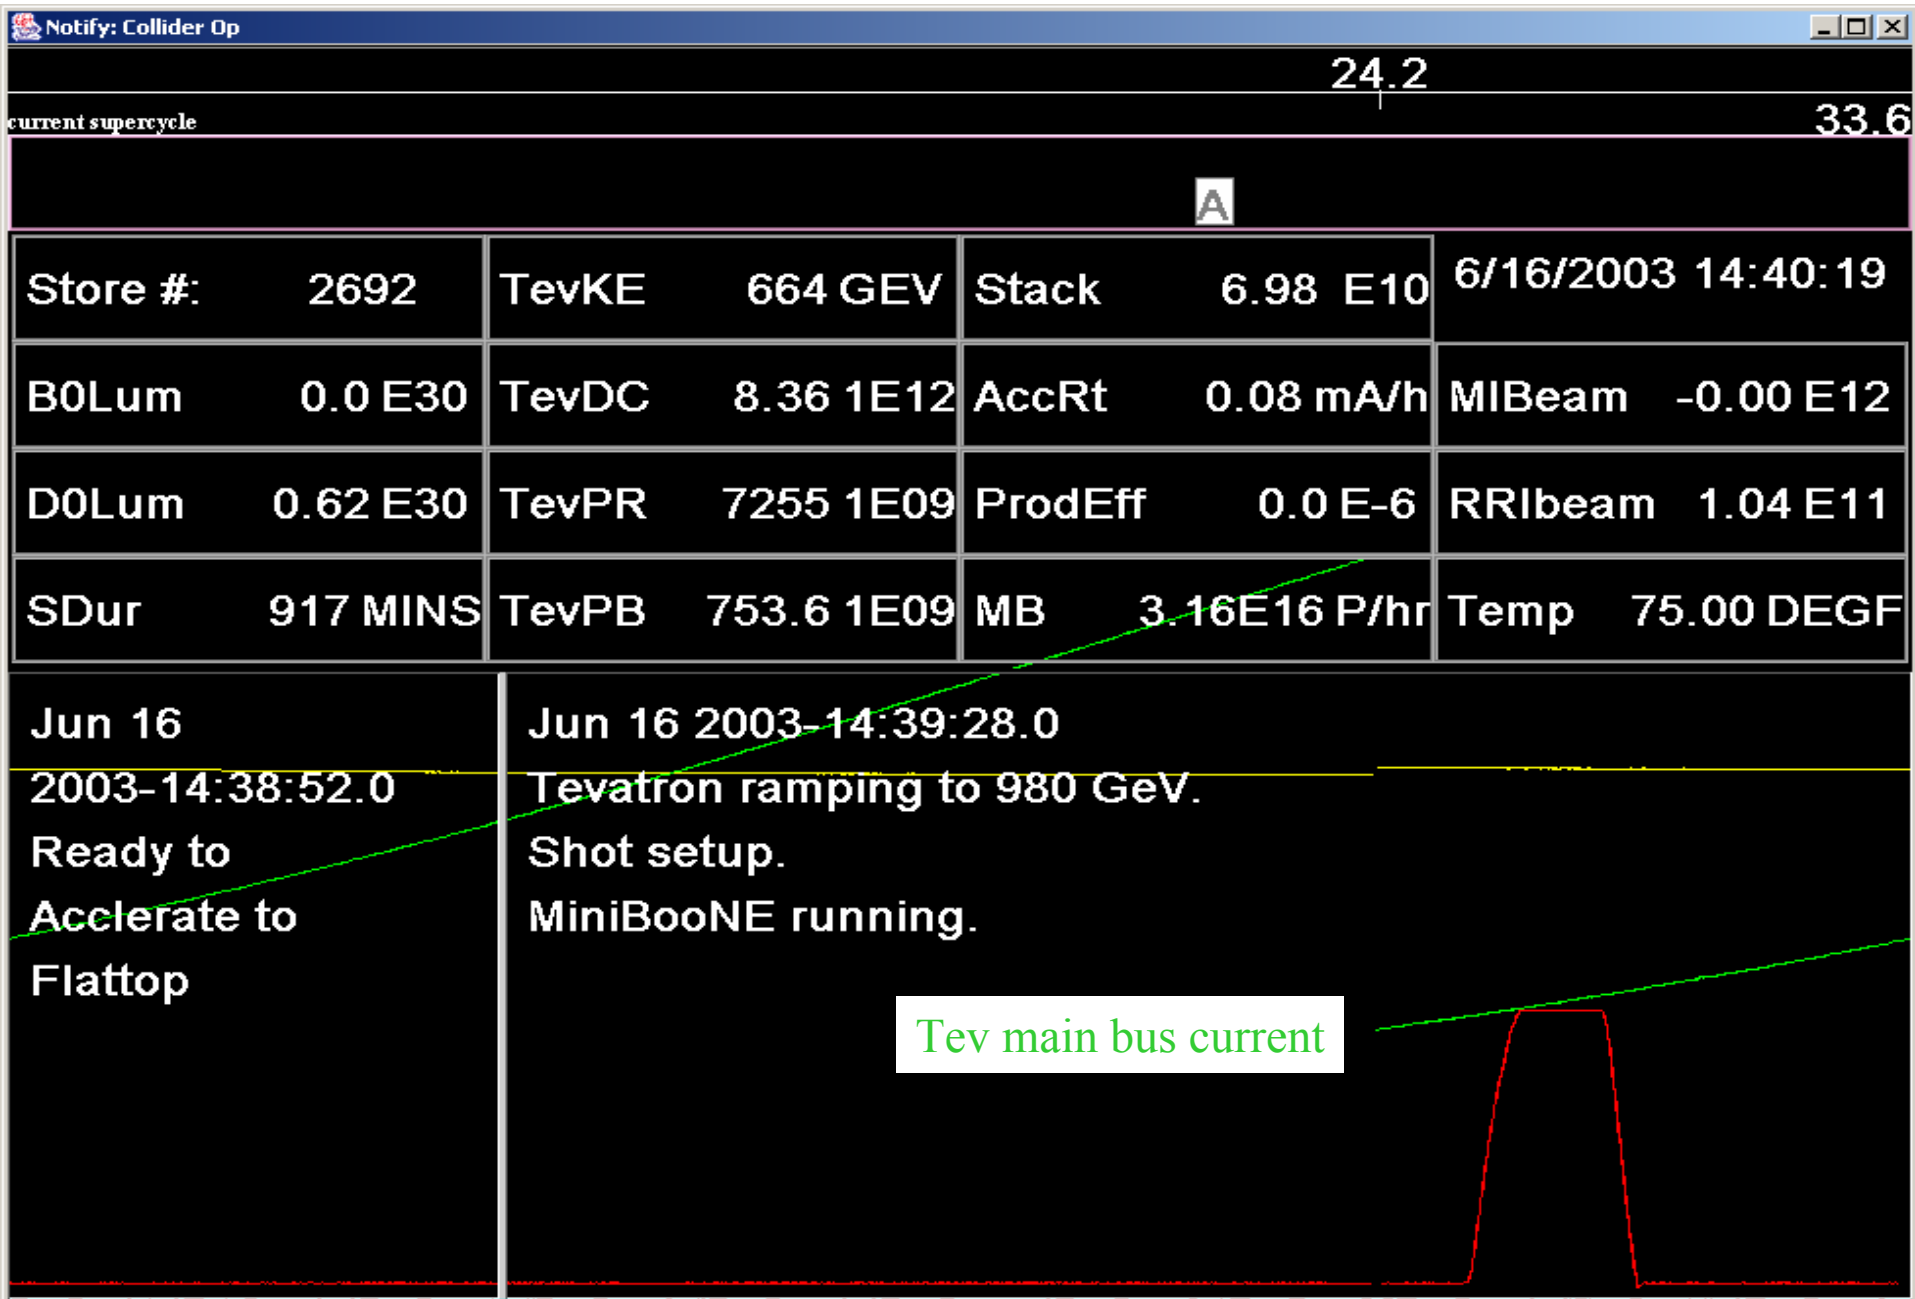 Notify: Collider Op
24.2
current supercycle
33.6
A
Store #: 2692 TevKE 664 GEV Stack 6.98 E10 6/16/2003 14:40:19
B0Lum 0.0 E30 TevDC 8.36 1E12 AccRt 0.08 mA/h MIBeam -0.00 E12
D0Lum 0.62 E30 TevPR 7255 1E09 ProdEff 0.0 E-6 RRIbeam 1.04 E11
SDur 917 MINS TevPB 753.6 1E09 MB 3.16E16 P/hr Temp 75.00 DEGF
Jun 16
2003-14:38:52.0
Ready to
Acclerate to
Flattop
Jun 16 2003-14:39:28.0
Tevatron ramping to 980 GeV.
Shot setup.
MiniBooNE running.
Tev main bus current